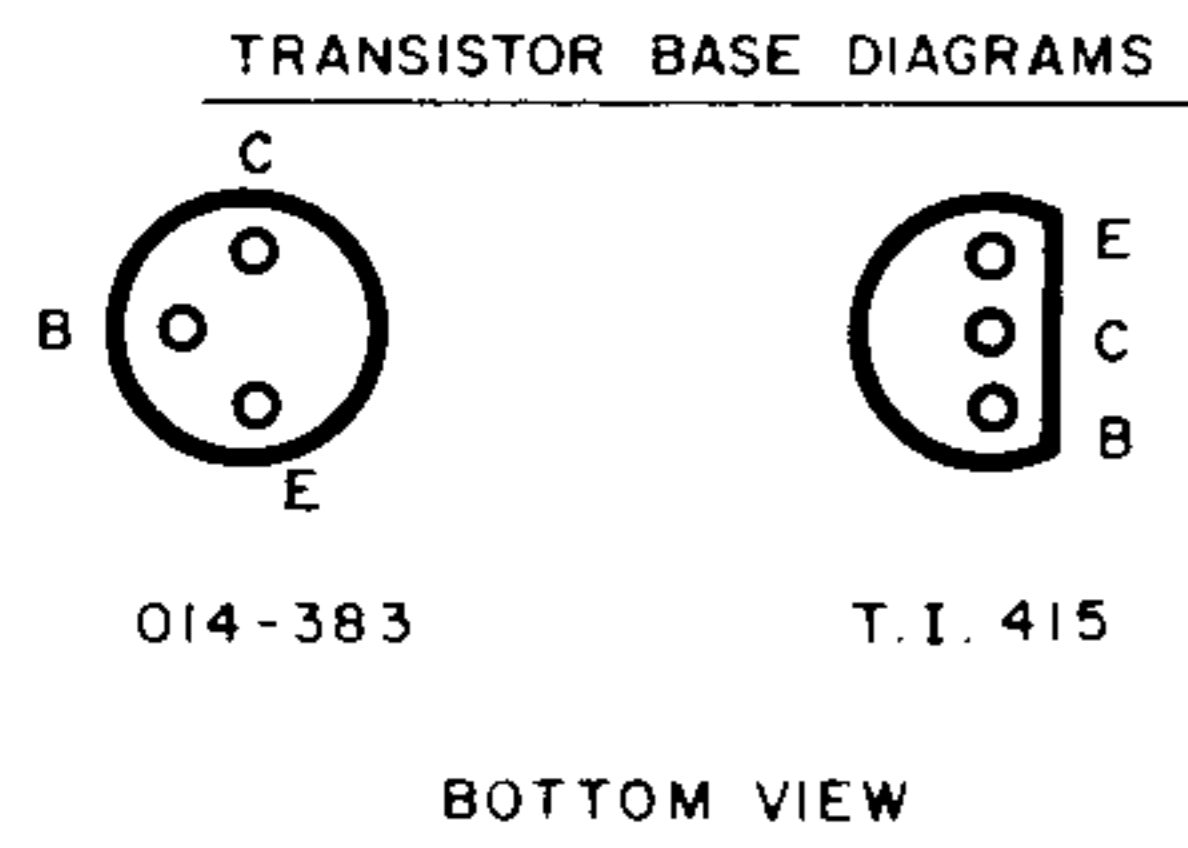 TRANSISTOR BASE DIAGRAMS
C
B
E
014-383
E
C
B
T.I. 415
BOTTOM VIEW